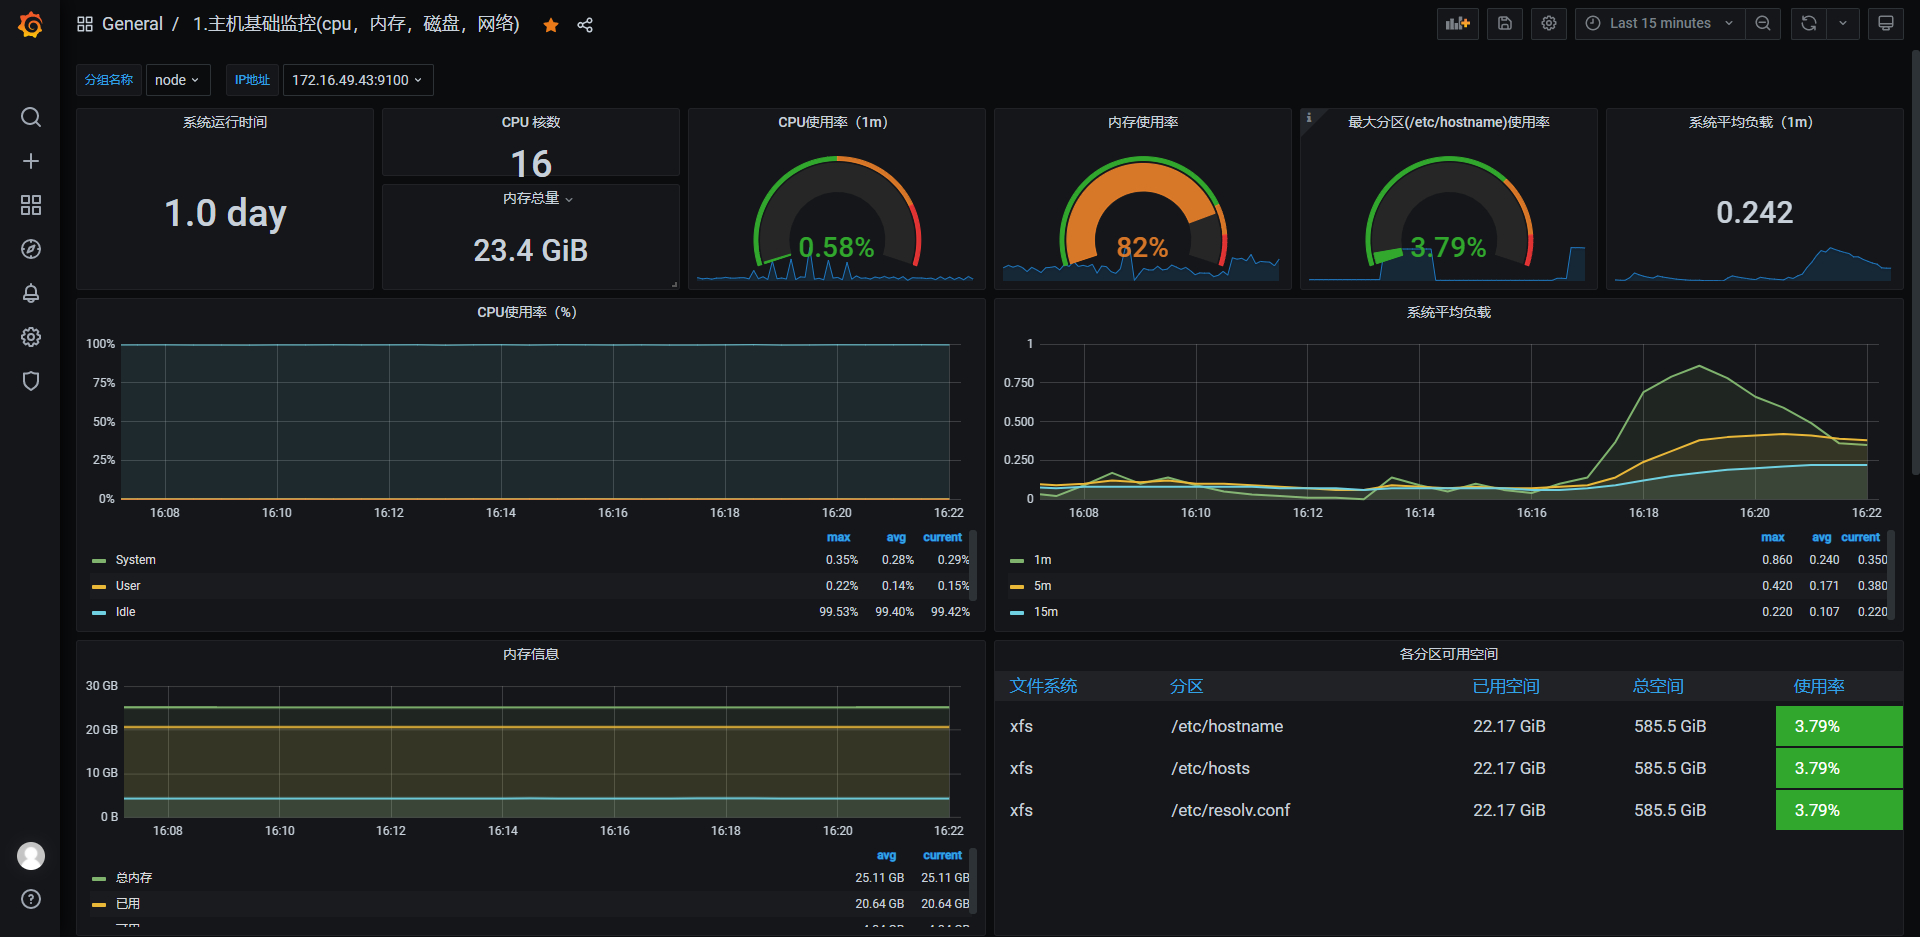 General / 1.主机基础监控(cpu，内存，磁盘，网络)
Last 15 minutes
分组名称 node IP地址 172.16.49.43:9100
系统运行时间
1.0 day
CPU 核数
16
内存总量
23.4 GiB
CPU使用率（1m）
0.58%
内存使用率
82%
i
最大分区(/etc/hostname)使用率
3.79%
系统平均负载（1m）
0.242
CPU使用率（%）
100%
75%
50%
25%
0%
16:08 16:10 16:12 16:14 16:16 16:18 16:20 16:22
max avg current
System 0.35% 0.28% 0.29%
User 0.22% 0.14% 0.15%
Idle 99.53% 99.40% 99.42%
系统平均负载
1
0.750
0.500
0.250
0
16:08 16:10 16:12 16:14 16:16 16:18 16:20 16:22
max avg current
1m 0.860 0.240 0.350
5m 0.420 0.171 0.380
15m 0.220 0.107 0.220
内存信息
30 GB
20 GB
10 GB
0 B
16:08 16:10 16:12 16:14 16:16 16:18 16:20 16:22
avg current
总内存 25.11 GB 25.11 GB
已用 20.64 GB 20.64 GB
各分区可用空间
文件系统 分区 已用空间 总空间 使用率
xfs /etc/hostname 22.17 GiB 585.5 GiB 3.79%
xfs /etc/hosts 22.17 GiB 585.5 GiB 3.79%
xfs /etc/resolv.conf 22.17 GiB 585.5 GiB 3.79%